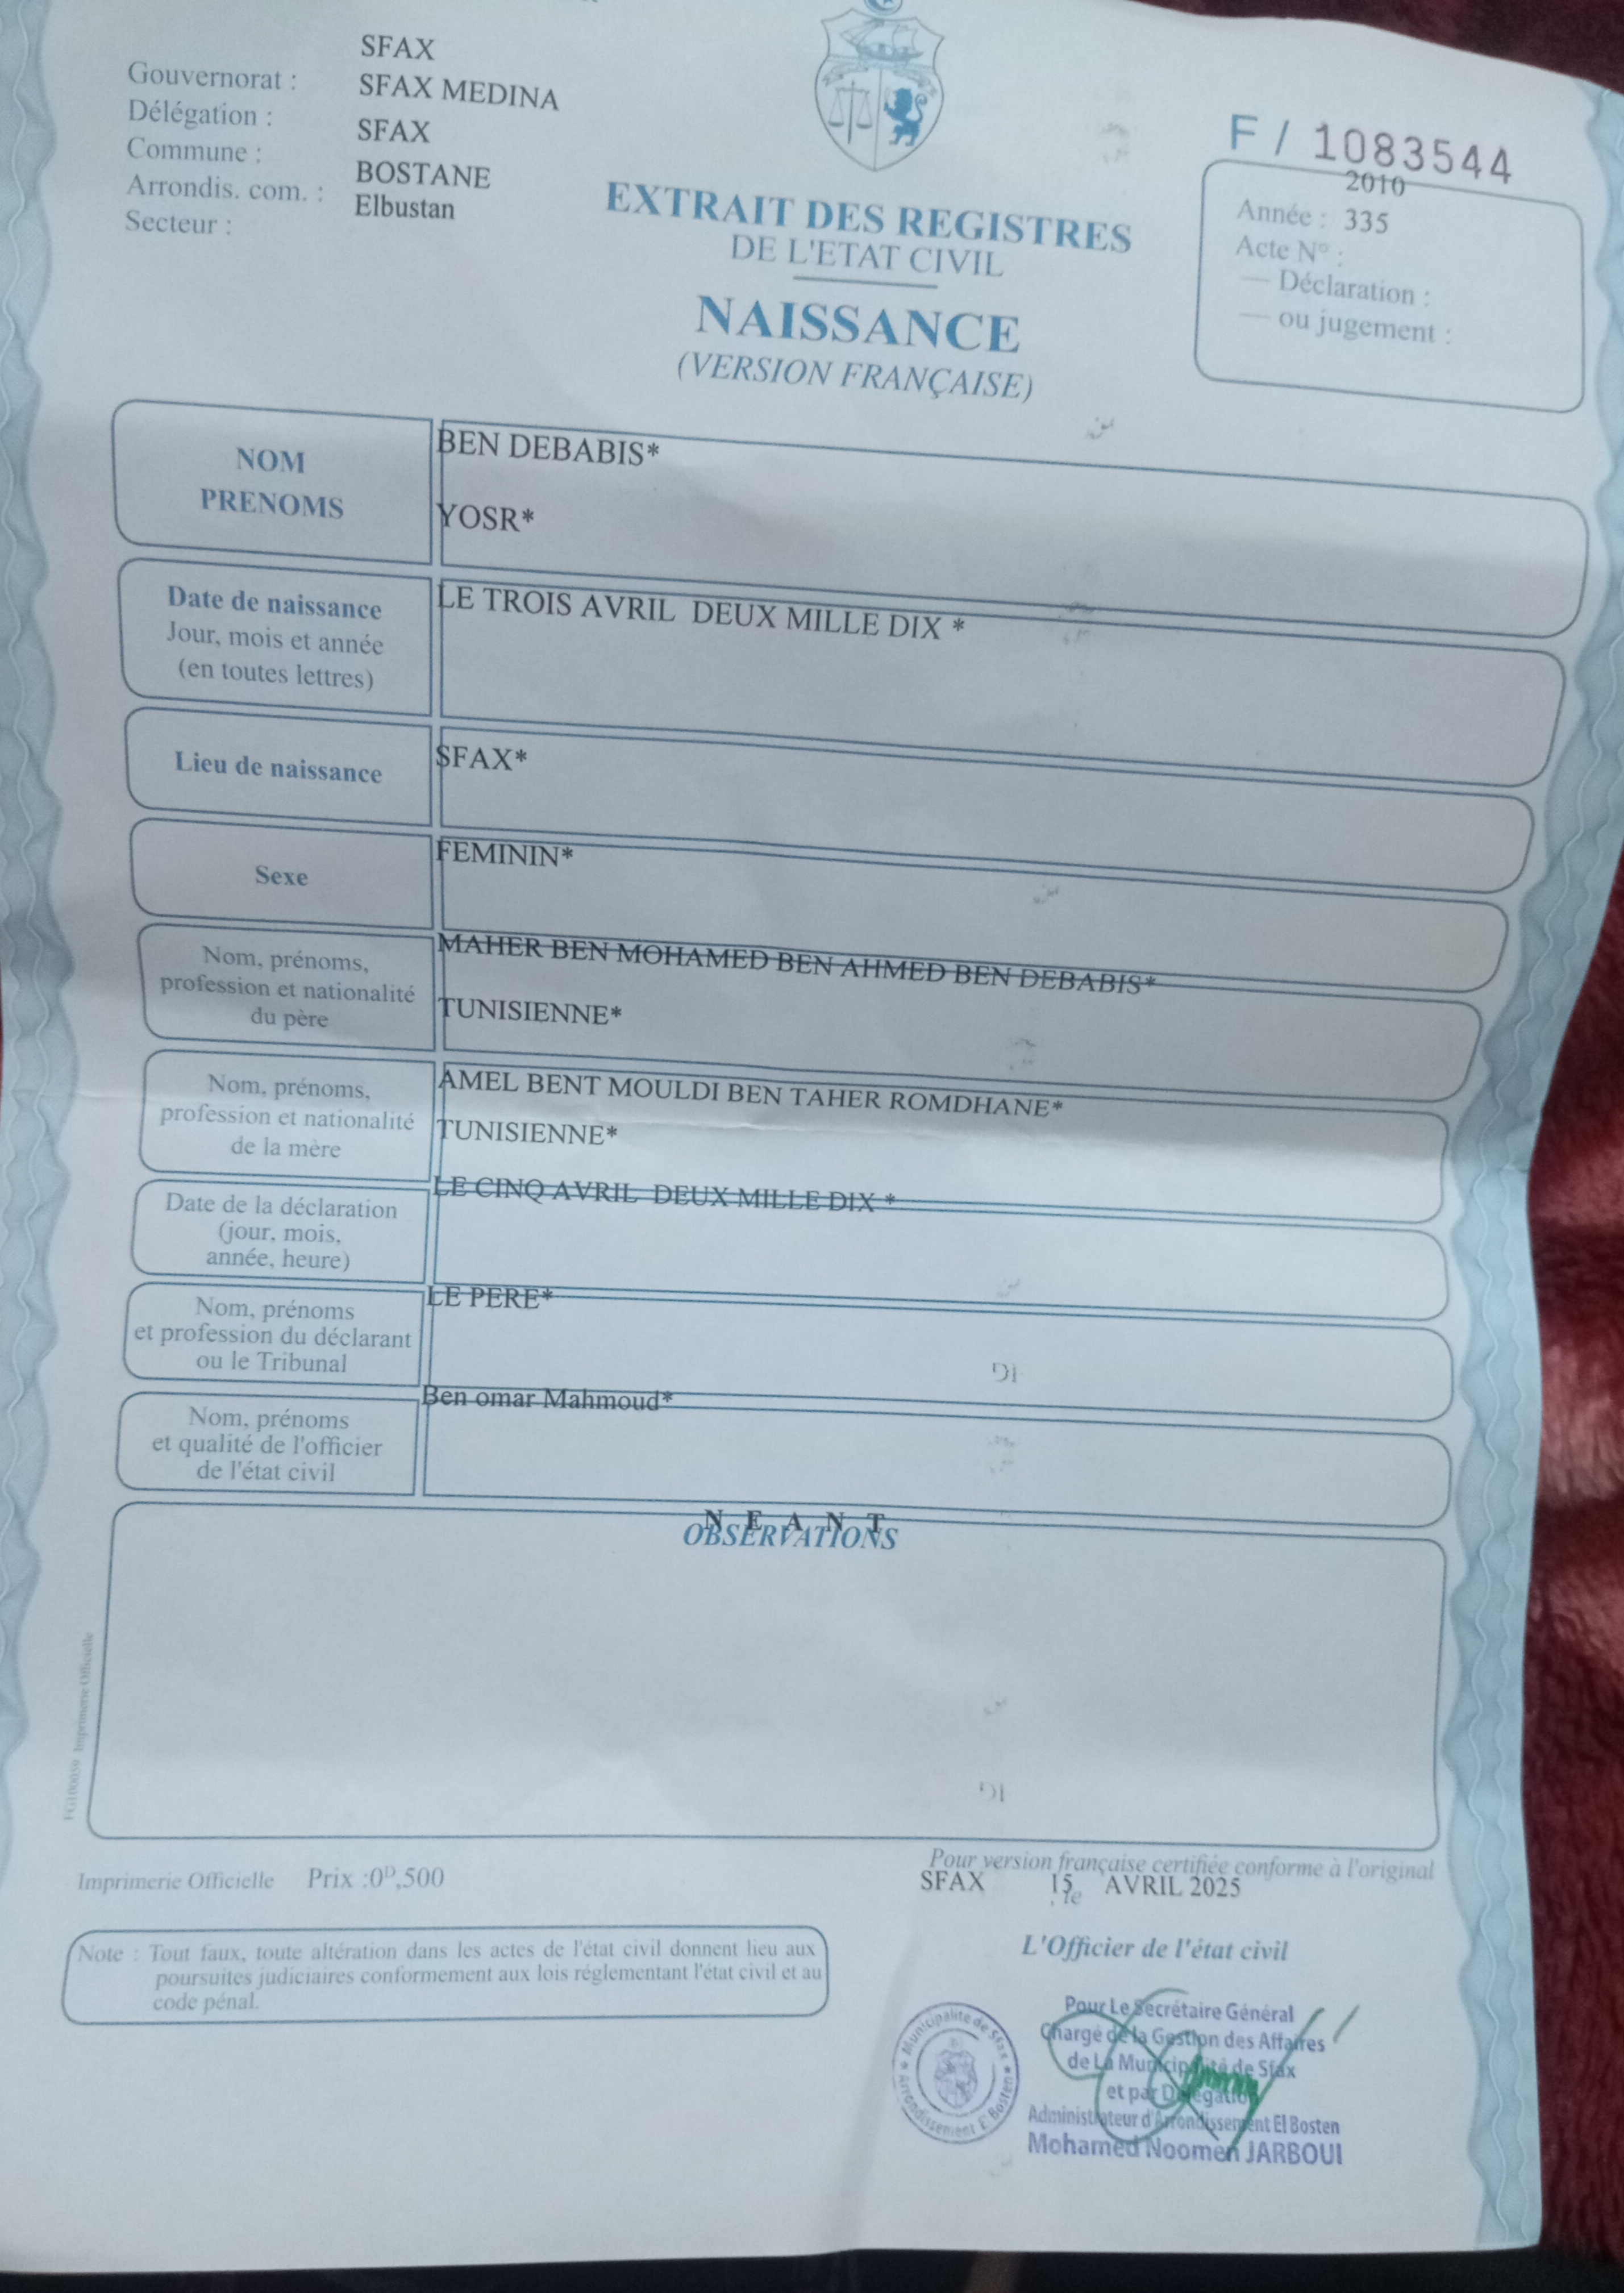 SFAX
Gouvernorat :
SFAX MEDINA
Délégation :
SFAX
Commune :
BOSTANE
Arrondis. com. :
Elbustan
Secteur :
F / 1083544
2010
Année : 335
Acte N° :
— Déclaration :
— ou jugement :
EXTRAIT DES REGISTRES
DE L'ETAT CIVIL
NAISSANCE
(VERSION FRANÇAISE)
NOM
PRENOMS
BEN DEBABIS*
YOSR*
Date de naissance
Jour, mois et année
(en toutes lettres)
LE TROIS AVRIL DEUX MILLE DIX *
Lieu de naissance
SFAX*
Sexe
FEMININ*
Nom, prénoms,
profession et nationalité
du père
MAHER BEN MOHAMED BEN AHMED BEN DEBABIS*
TUNISIENNE*
Nom, prénoms,
profession et nationalité
de la mère
AMEL BENT MOULDI BEN TAHER ROMDHANE*
TUNISIENNE*
Date de la déclaration
(jour, mois,
année, heure)
LE CINQ AVRIL DEUX MILLE DIX *
Nom, prénoms
et profession du déclarant
ou le Tribunal
LE PERE*
Nom, prénoms
et qualité de l'officier
de l'état civil
Ben omar Mahmoud*
N E A N T
OBSERVATIONS
Imprimerie Officielle
Imprimerie Officielle Prix :0D,500
Pour version française certifiée conforme à l'original
SFAX 15 AVRIL 2025
, le
Note : Tout faux, toute altération dans les actes de l'état civil donnent lieu aux
poursuites judiciaires conformement aux lois réglementant l'état civil et au
code pénal.
L'Officier de l'état civil
Municipalité de Sfax
Arrondissement El Bosten
Pour Le Secrétaire Général
Chargé de la Gestion des Affaires
de La Municipalité de Sfax
et par Délégation
Administrateur d'Arrondissement El Bosten
Mohamed Noomen JARBOUI